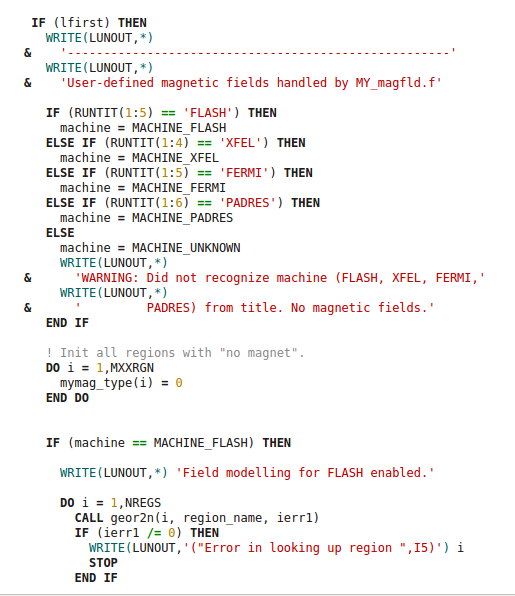 IF (lfirst) THEN
WRITE(LUNOUT,*)
& '-----------------------------------------------------'
WRITE(LUNOUT,*)
& 'User-defined magnetic fields handled by MY_magfld.f'
IF (RUNTIT(1:5) == 'FLASH') THEN
machine = MACHINE_FLASH
ELSE IF (RUNTIT(1:4) == 'XFEL') THEN
machine = MACHINE_XFEL
ELSE IF (RUNTIT(1:5) == 'FERMI') THEN
machine = MACHINE_FERMI
ELSE IF (RUNTIT(1:6) == 'PADRES') THEN
machine = MACHINE_PADRES
ELSE
machine = MACHINE_UNKNOWN
WRITE(LUNOUT,*)
& 'WARNING: Did not recognize machine (FLASH, XFEL, FERMI,'
WRITE(LUNOUT,*)
& '         PADRES) from title. No magnetic fields.'
END IF
! Init all regions with "no magnet".
DO i = 1,MXXRGN
mymag_type(i) = 0
END DO
IF (machine == MACHINE_FLASH) THEN
WRITE(LUNOUT,*) 'Field modelling for FLASH enabled.'
DO i = 1,NREGS
CALL geor2n(i, region_name, ierr1)
IF (ierr1 /= 0) THEN
WRITE(LUNOUT,'("Error in looking up region ",I5)') i
STOP
END IF